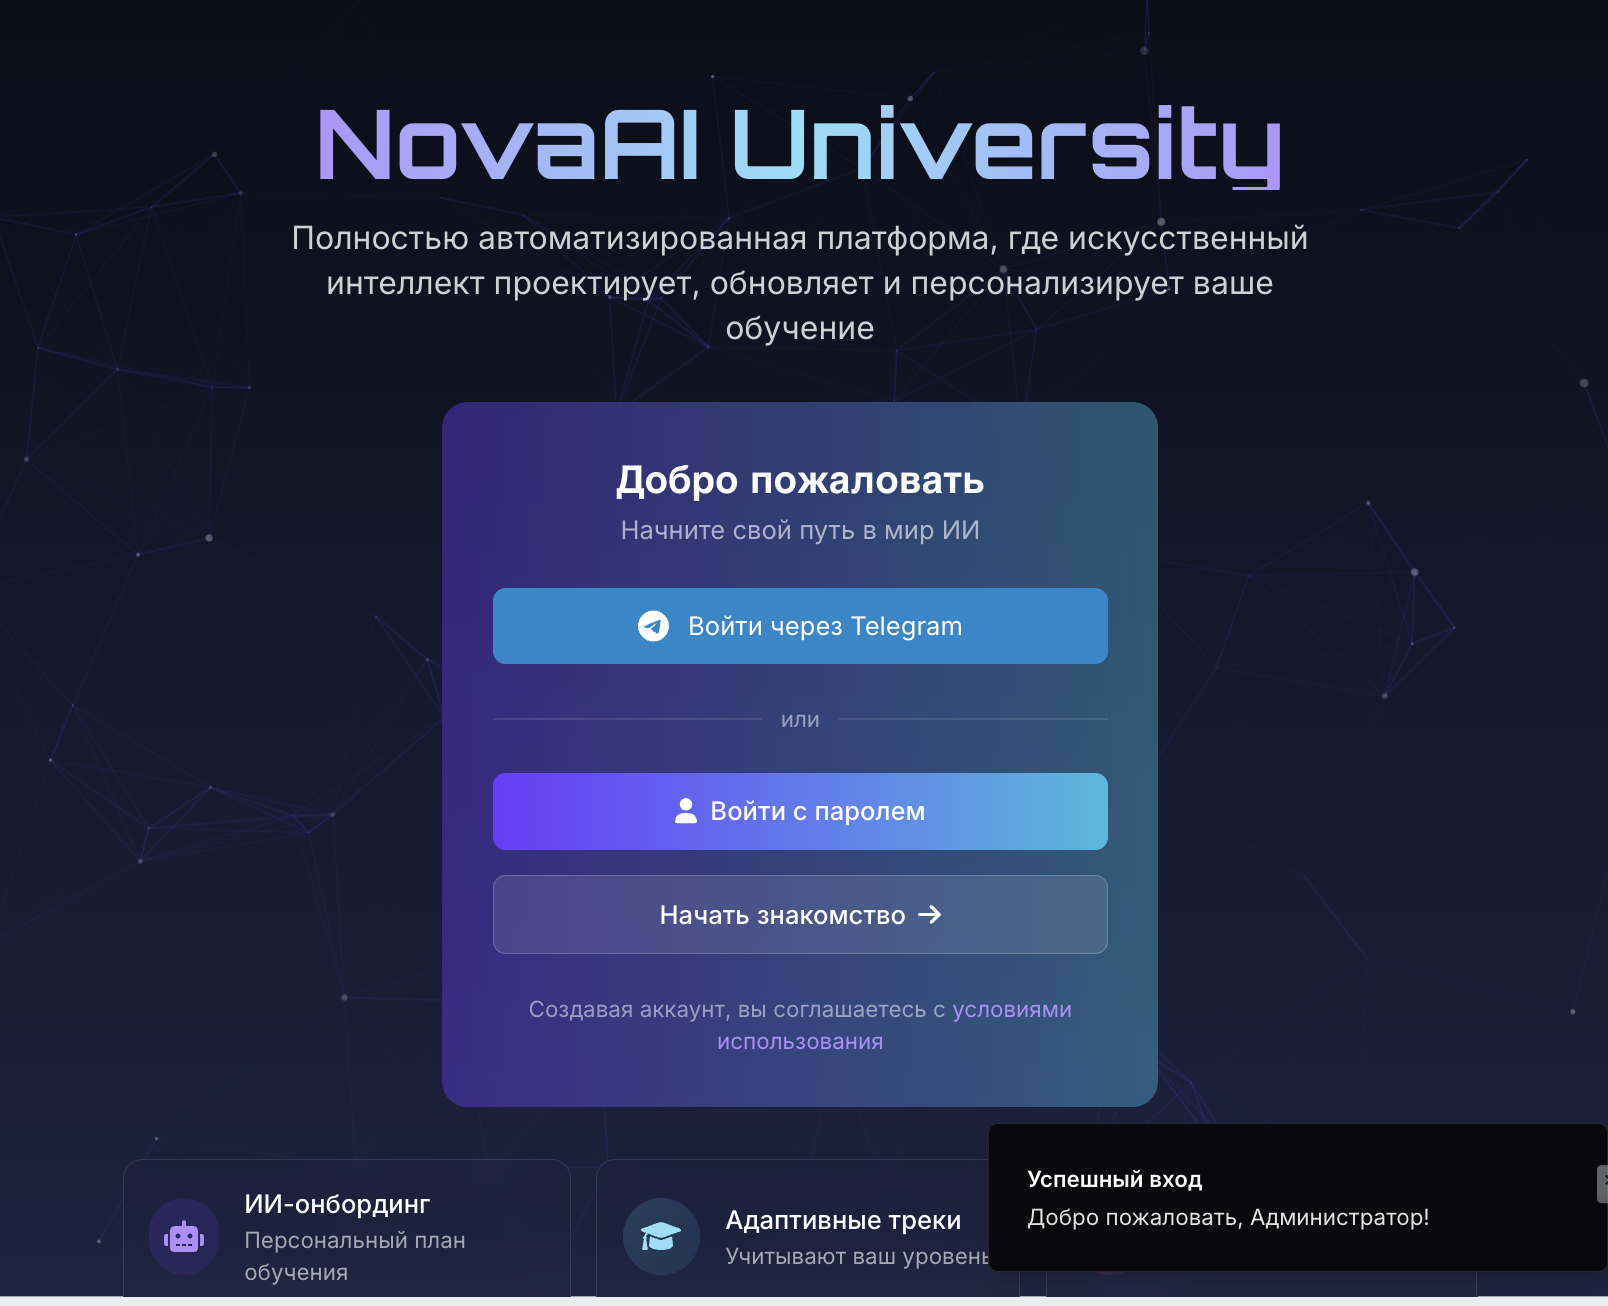 NovaAI University
Полностью автоматизированная платформа, где искусственный
интеллект проектирует, обновляет и персонализирует ваше
обучение
Добро пожаловать
Начните свой путь в мир ИИ
Войти через Telegram
или
Войти с паролем
Начать знакомство
Создавая аккаунт, вы соглашаетесь с условиями
использования
ИИ-онбординг
Персональный план
обучения
Адаптивные треки
Учитывают ваш уровень
Успешный вход
Добро пожаловать, Администратор!